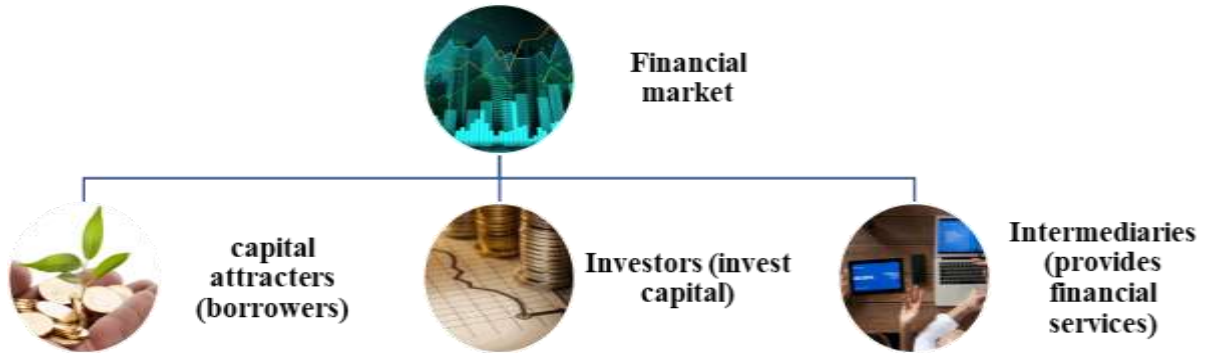 Financial
market
capital
attracters
(borrowers)
Investors (invest
capital)
Intermediaries
(provides
financial
services)